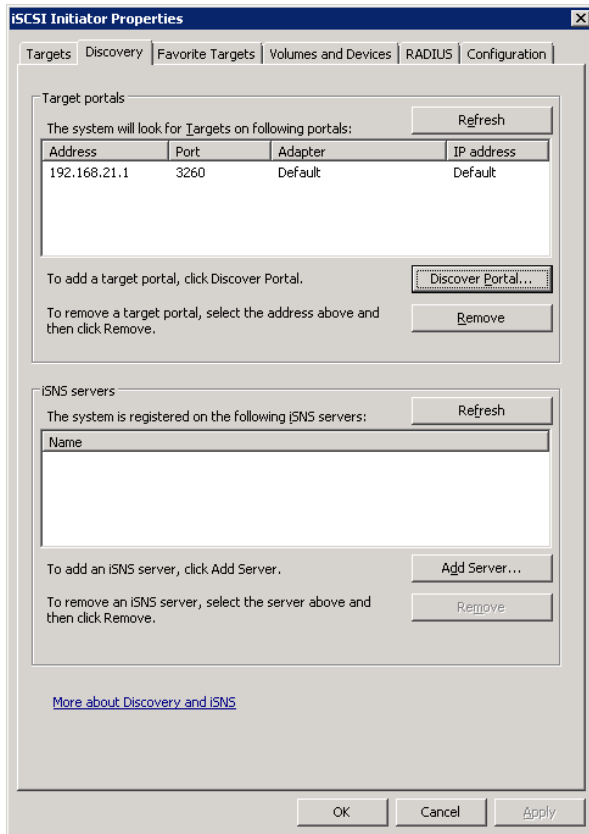 iSCSI Initiator Properties
Targets Discovery Favorite Targets Volumes and Devices RADIUS Configuration
Target portals
The system will look for Targets on following portals: Refresh
Address Port Adapter IP address
192.168.21.1 3260 Default Default
To add a target portal, click Discover Portal. Discover Portal...
To remove a target portal, select the address above and
then click Remove.
Remove
iSNS servers
The system is registered on the following iSNS servers: Refresh
Name
To add an iSNS server, click Add Server. Add Server...
To remove an iSNS server, select the server above and
then click Remove.
Remove
More about Discovery and iSNS
OK Cancel Apply